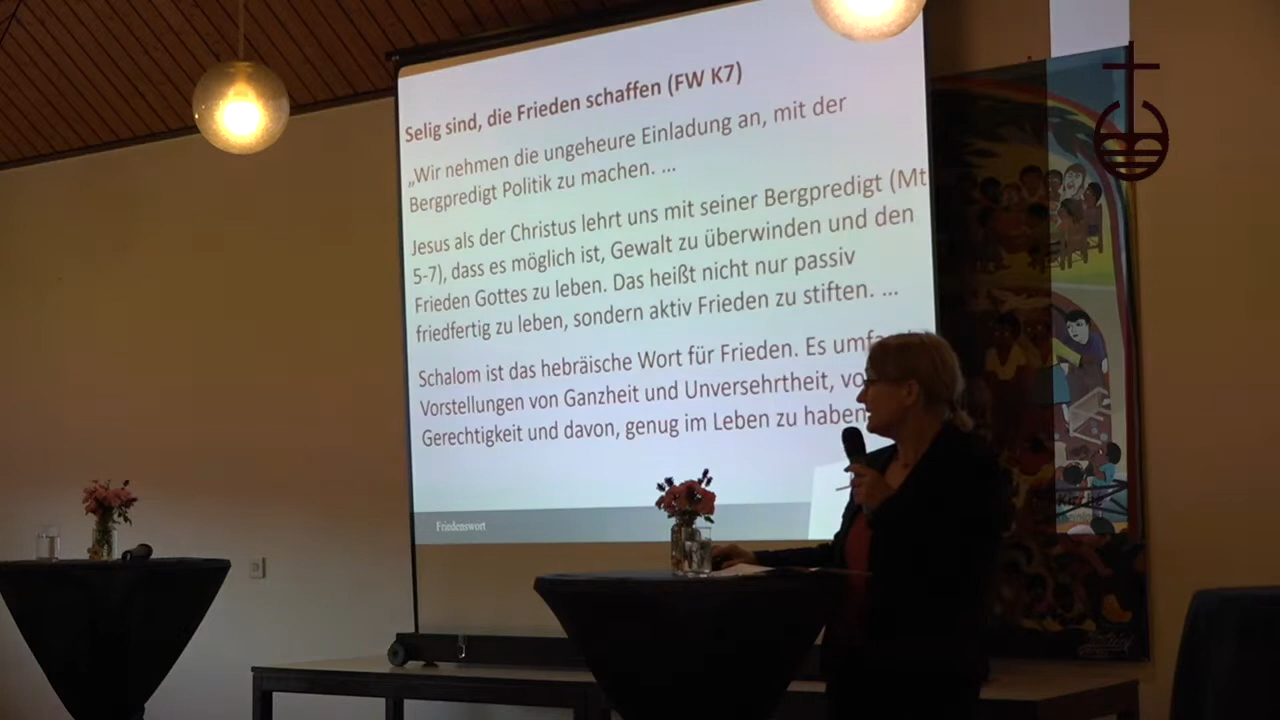 Selig sind, die Frieden schaffen (FW K7)
„Wir nehmen die ungeheure Einladung an, mit der
Bergpredigt Politik zu machen. ...
Jesus als der Christus lehrt uns mit seiner Bergpredigt (Mt
5-7), dass es möglich ist, Gewalt zu überwinden und den
Frieden Gottes zu leben. Das heißt nicht nur passiv
friedfertig zu leben, sondern aktiv Frieden zu stiften. ...
Schalom ist das hebräische Wort für Frieden. Es
Vorstellungen von Ganzheit und Unversehrtheit,
Gerechtigkeit und davon, genug im Leben zu haben
Friedenswort